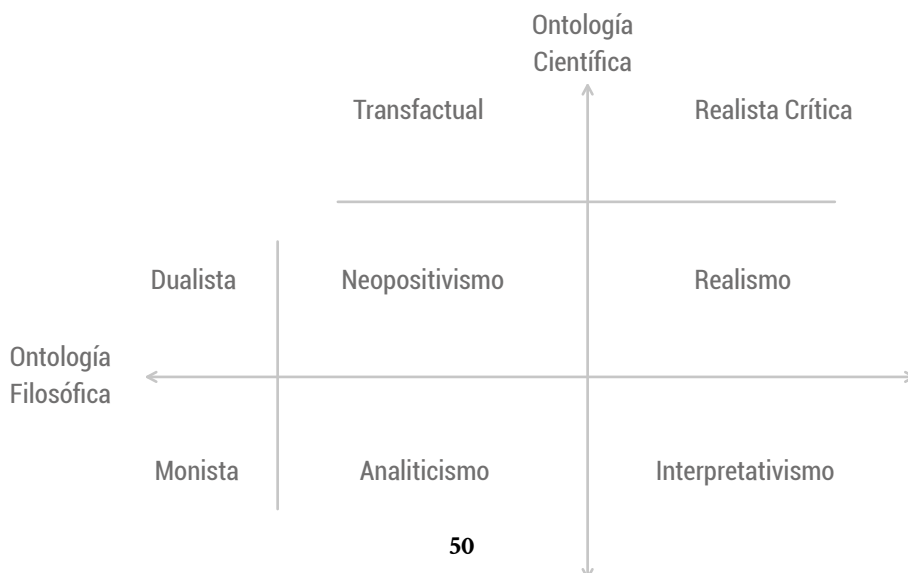 Ontología
Científica
Transfactual
Realista Crítica
Dualista
Neopositivismo
Realismo
Ontología
Filosófica
Monista
Analiticismo
Interpretativismo
50